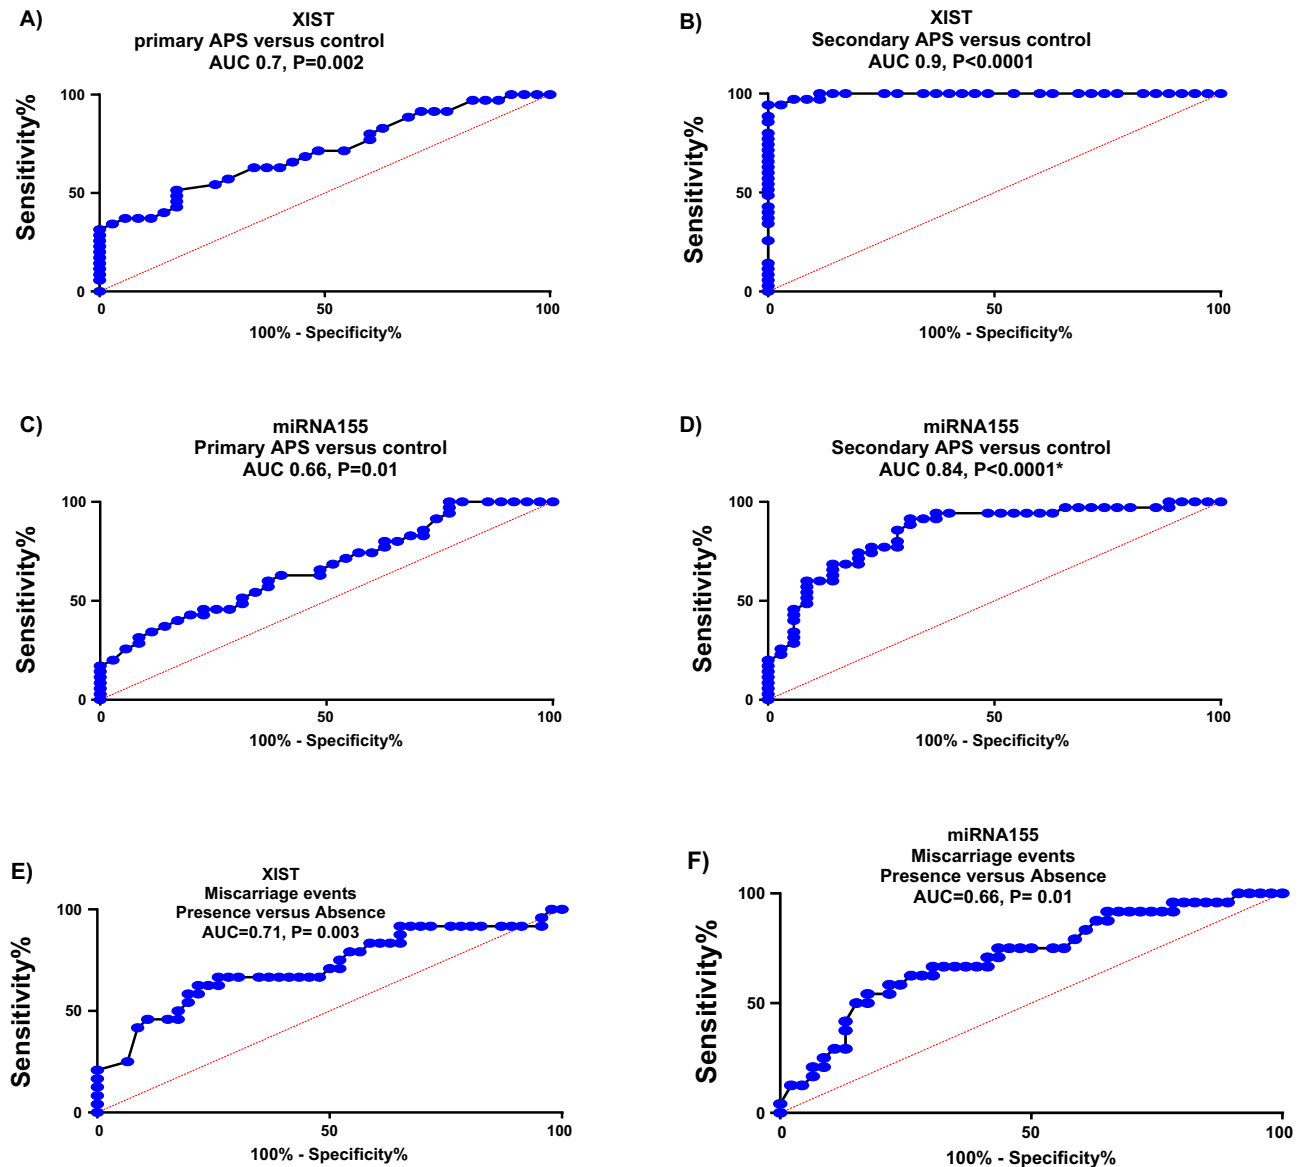 A)
XIST
primary APS versus control
AUC 0.7, P=0.002
Sensitivity%
100
50
0
0
50
100
100% - Specificity%
B)
XIST
Secondary APS versus control
AUC 0.9, P<0.0001
Sensitivity%
100
50
0
0
50
100
100% - Specificity%
C)
miRNA155
Primary APS versus control
AUC 0.66, P=0.01
Sensitivity%
100
50
0
0
50
100
100% - Specificity%
D)
miRNA155
Secondary APS versus control
AUC 0.84, P<0.0001*
Sensitivity%
100
50
0
0
50
100
100% - Specificity%
E)
XIST
Miscarriage events
Presence versus Absence
AUC=0.71, P= 0.003
Sensitivity%
100
50
0
0
50
100
100% - Specificity%
F)
miRNA155
Miscarriage events
Presence versus Absence
AUC=0.66, P= 0.01
Sensitivity%
100
50
0
0
50
100
100% - Specificity%